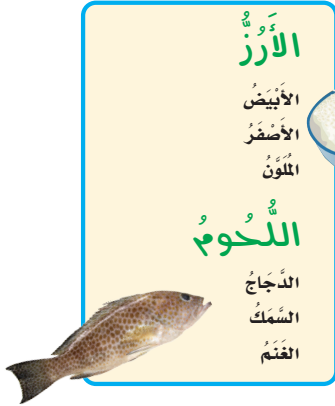 الأَرُزُّ
الأَبْيَضُ
الأَصْفَرُ
المُلَوَّنُ
اللُّحُومُ
الدَّجَاجُ
السَّمَكُ
الغَنَمُ